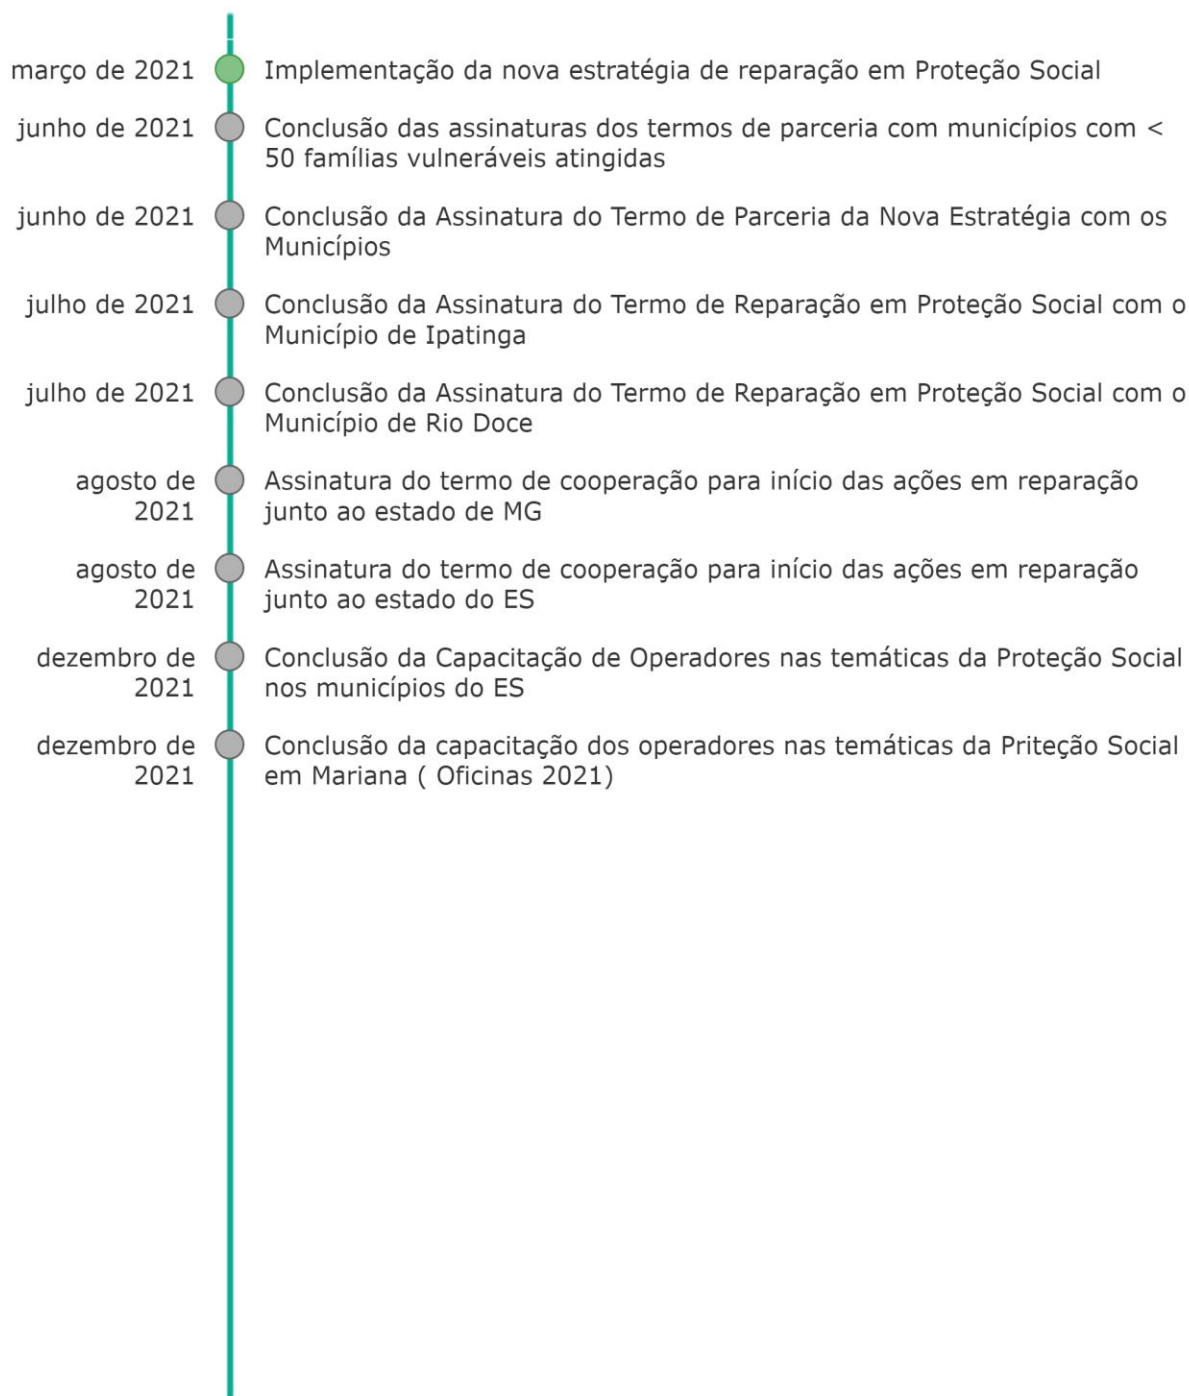 março de 2021 Implementação da nova estratégia de reparação em Proteção Social
junho de 2021 Conclusão das assinaturas dos termos de parceria com municípios com <
50 famílias vulneráveis atingidas
junho de 2021 Conclusão da Assinatura do Termo de Parceria da Nova Estratégia com os
Municípios
julho de 2021 Conclusão da Assinatura do Termo de Reparação em Proteção Social com o
Município de Ipatinga
julho de 2021 Conclusão da Assinatura do Termo de Reparação em Proteção Social com o
Município de Rio Doce
agosto de Assinatura do termo de cooperação para início das ações em reparação
2021 junto ao estado de MG
agosto de Assinatura do termo de cooperação para início das ações em reparação
2021 junto ao estado do ES
dezembro de Conclusão da Capacitação de Operadores nas temáticas da Proteção Social
2021 nos municípios do ES
dezembro de Conclusão da capacitação dos operadores nas temáticas da Priteção Social
2021 em Mariana ( Oficinas 2021)